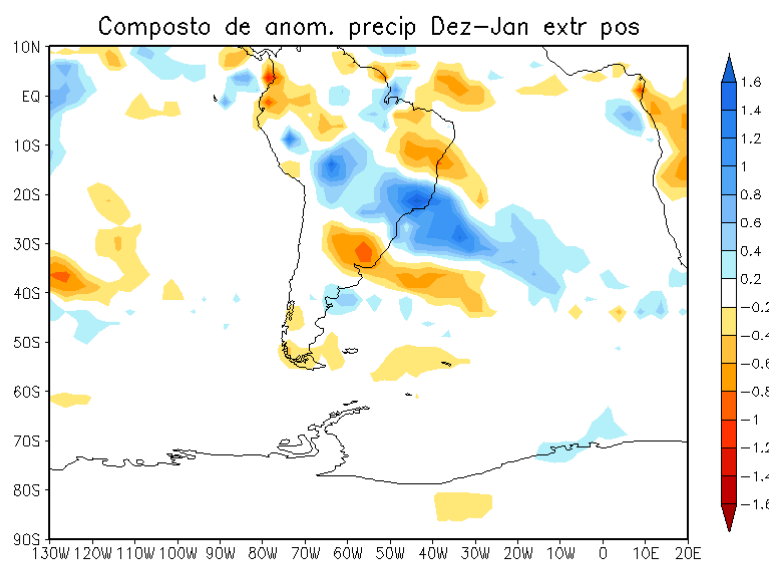 Composto de anom. precip Dez-Jan extr pos
10N
EQ
10S
20S
30S
40S
50S
60S
70S
80S
90S
130W 120W 110W 100W 90W 80W 70W 60W 50W 40W 30W 20W 10W 0 10E 20E
1.6
1.4
1.2
1
0.8
0.6
0.4
0.2
-0.2
-0.4
-0.6
-0.8
-1
-1.2
-1.4
-1.6